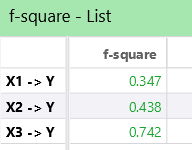 f-square - List
f-square
X1 -> Y 0.347
X2 -> Y 0.438
X3 -> Y 0.742